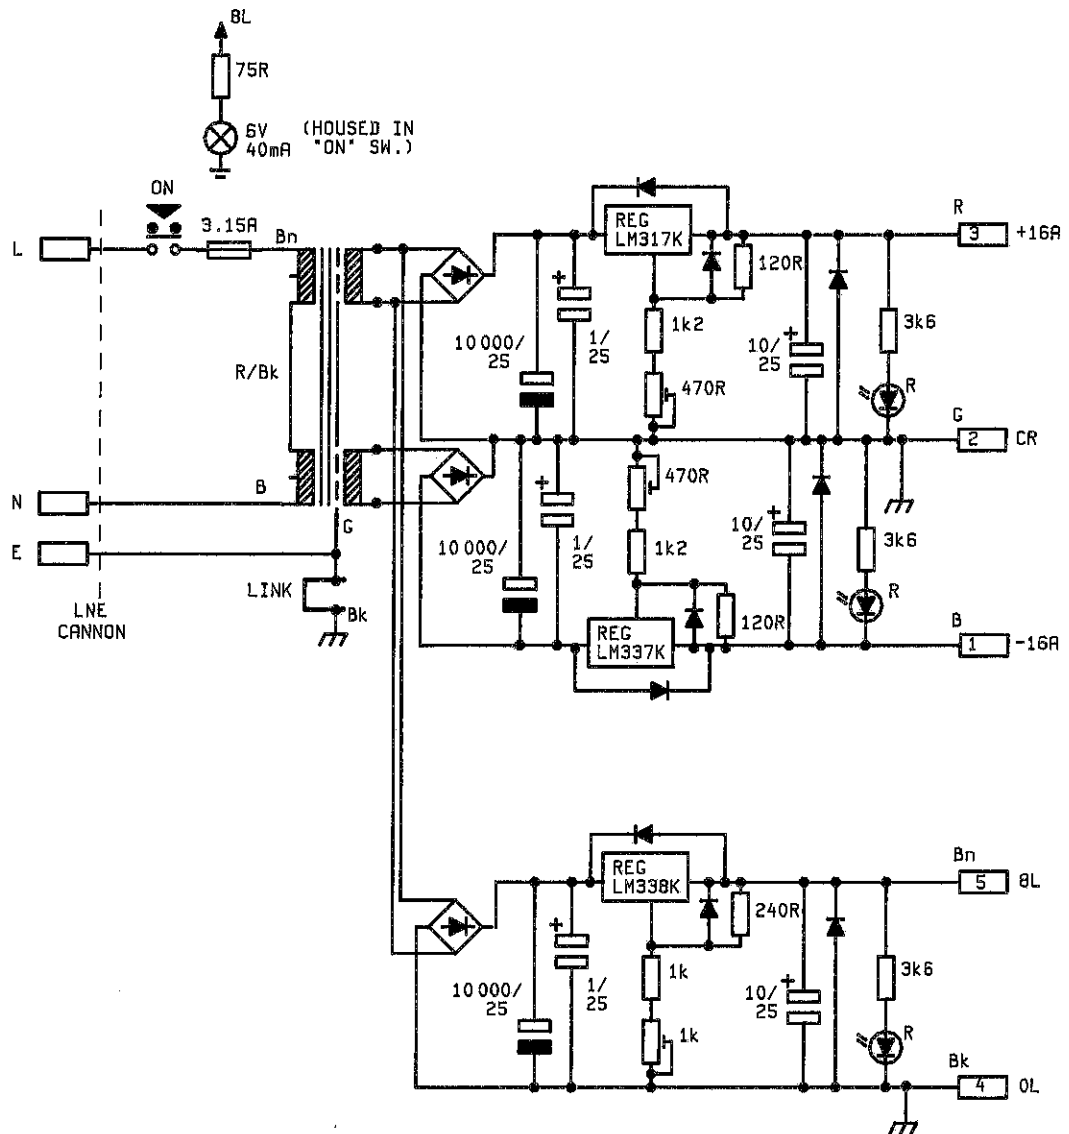 8L
75R
6V
40mA
(HOUSED IN
"ON" SW.)
ON
3.15A
L
Bn
R/Bk
N
B
E
G
LINK
Bk
LNE
CANNON
REG
LM317K
120R
1k2
470R
10 000/
25
1/
25
+
10/
25
+
3k6
R
R
3
+16A
G
2
CR
470R
1k2
10 000/
25
1/
25
+
10/
25
+
3k6
R
120R
REG
LM337K
B
1
-16A
REG
LM338K
240R
1k
1k
10 000/
25
1/
25
+
10/
25
+
3k6
R
Bn
5
8L
Bk
4
0L